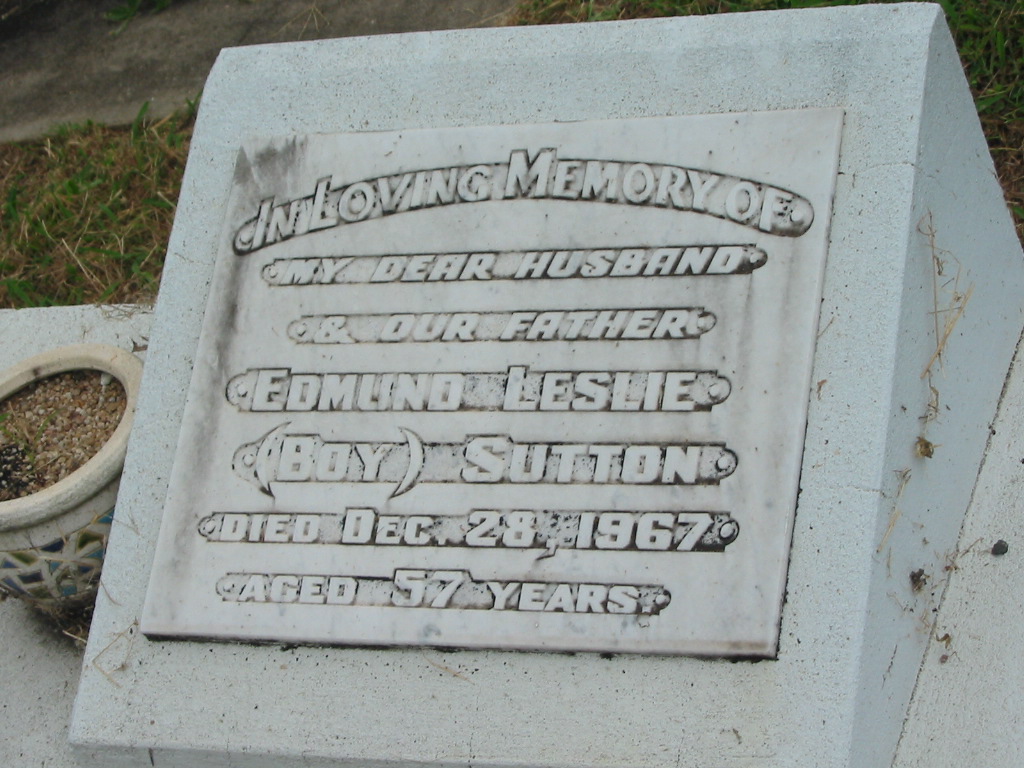 IN LOVING MEMORY OF
MY DEAR HUSBAND
& OUR FATHER
EDMUND LESLIE
(BOY) SUTTON
DIED DEC. 28, 1967
AGED 57 YEARS.